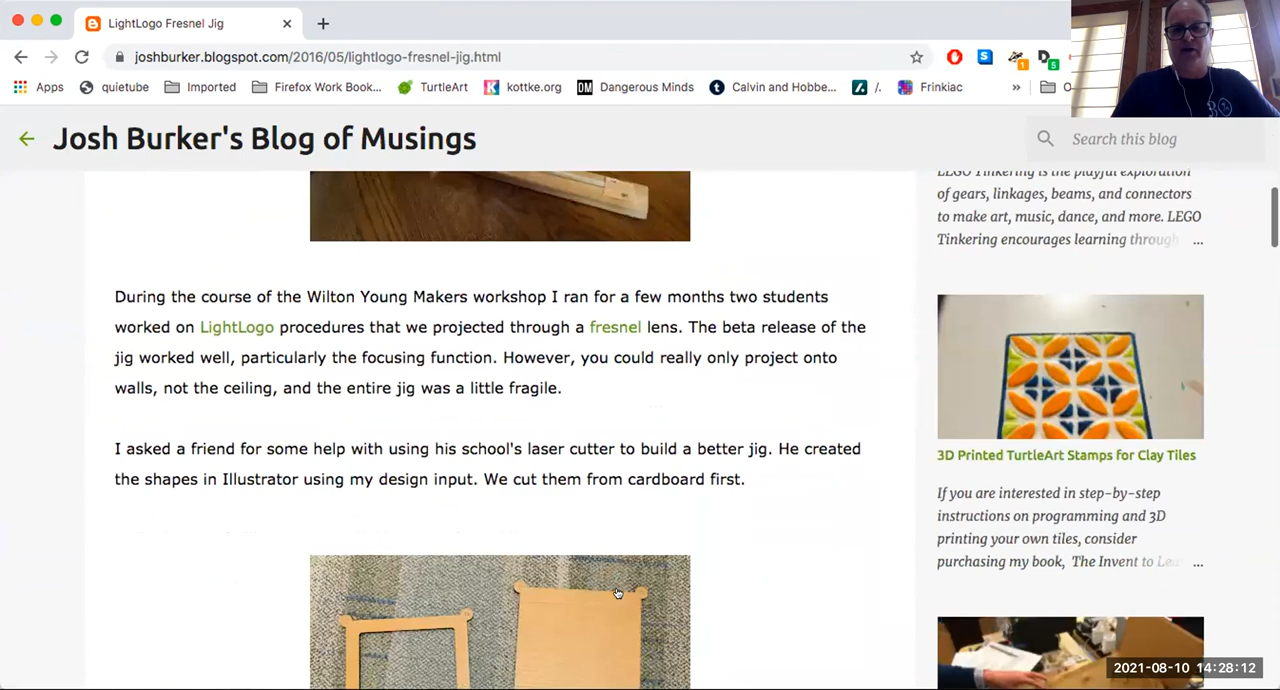 LightLogo Fresnel Jig
joshburker.blogspot.com/2016/05/lightlogo-fresnel-jig.html
1
5
Apps
quietube
Imported
Firefox Work Book...
TurtleArt
kottke.org
Dangerous Minds
Calvin and Hobbe...
/.
Frinkiac
»
Josh Burker's Blog of Musings
Search this blog
During the course of the Wilton Young Makers workshop I ran for a few months two students
worked on LightLogo procedures that we projected through a fresnel lens. The beta release of the
jig worked well, particularly the focusing function. However, you could really only project onto
walls, not the ceiling, and the entire jig was a little fragile.
I asked a friend for some help with using his school's laser cutter to build a better jig. He created
the shapes in Illustrator using my design input. We cut them from cardboard first.
LEGO Tinkering is the playful exploration
of gears, linkages, beams, and connectors
to make art, music, dance, and more. LEGO
Tinkering encourages learning through ...
3D Printed TurtleArt Stamps for Clay Tiles
If you are interested in step-by-step
instructions on programming and 3D
printing your own tiles, consider
purchasing my book, The Invent to Lea ...
2021-08-10 14:28:12